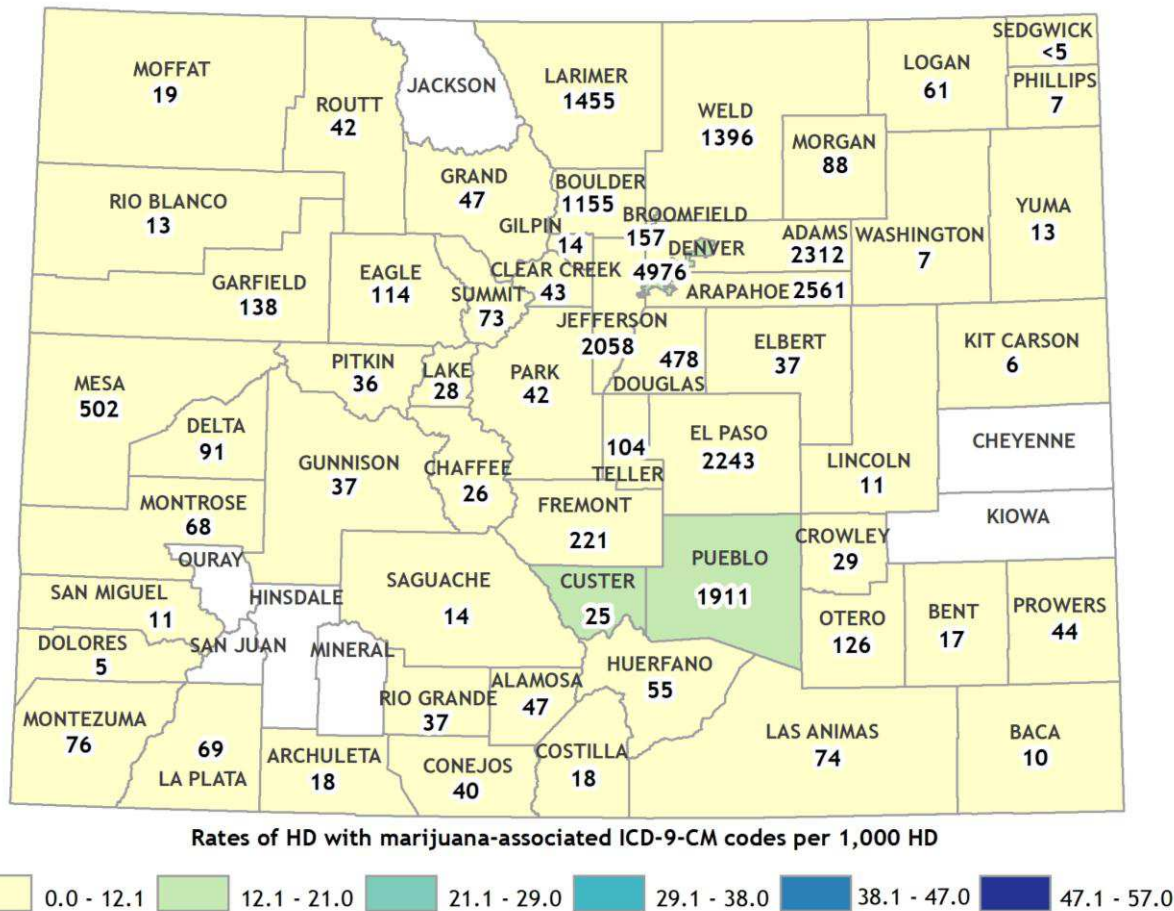 SEDGWICK
<5
MOFFAT
19
JACKSON
LARIMER
1455
LOGAN
61
PHILLIPS
7
ROUTT
42
WELD
1396
MORGAN
88
GRAND
47
BOULDER
1155
RIO BLANCO
13
YUMA
13
BROOMFIELD
157
GILPIN
14
DENVER
4976
ADAMS
2312
WASHINGTON
7
EAGLE
114
CLEAR CREEK
43
GARFIELD
138
SUMMIT
73
ARAPAHOE 2561
JEFFERSON
2058
ELBERT
37
KIT CARSON
6
PITKIN
36
LAKE
28
PARK
42
478
DOUGLAS
MESA
502
DELTA
91
EL PASO
2243
CHEYENNE
104
TELLER
GUNNISON
37
CHAFFEE
26
LINCOLN
11
MONTROSE
68
FREMONT
221
KIOWA
CROWLEY
29
OURAY
PUEBLO
1911
SAGUACHE
14
CUSTER
25
SAN MIGUEL
11
HINSDALE
PROWERS
44
BENT
17
OTERO
126
DOLORES
5
SAN JUAN
MINERAL
HUERFANO
55
ALAMOSA
47
RIO GRANDE
37
MONTEZUMA
76
LAS ANIMAS
74
BACA
10
69
LA PLATA
ARCHULETA
18
COSTILLA
18
CONEJOS
40
Rates of HD with marijuana-associated ICD-9-CM codes per 1,000 HD
0.0 - 12.1 12.1 - 21.0 21.1 - 29.0 29.1 - 38.0 38.1 - 47.0 47.1 - 57.0